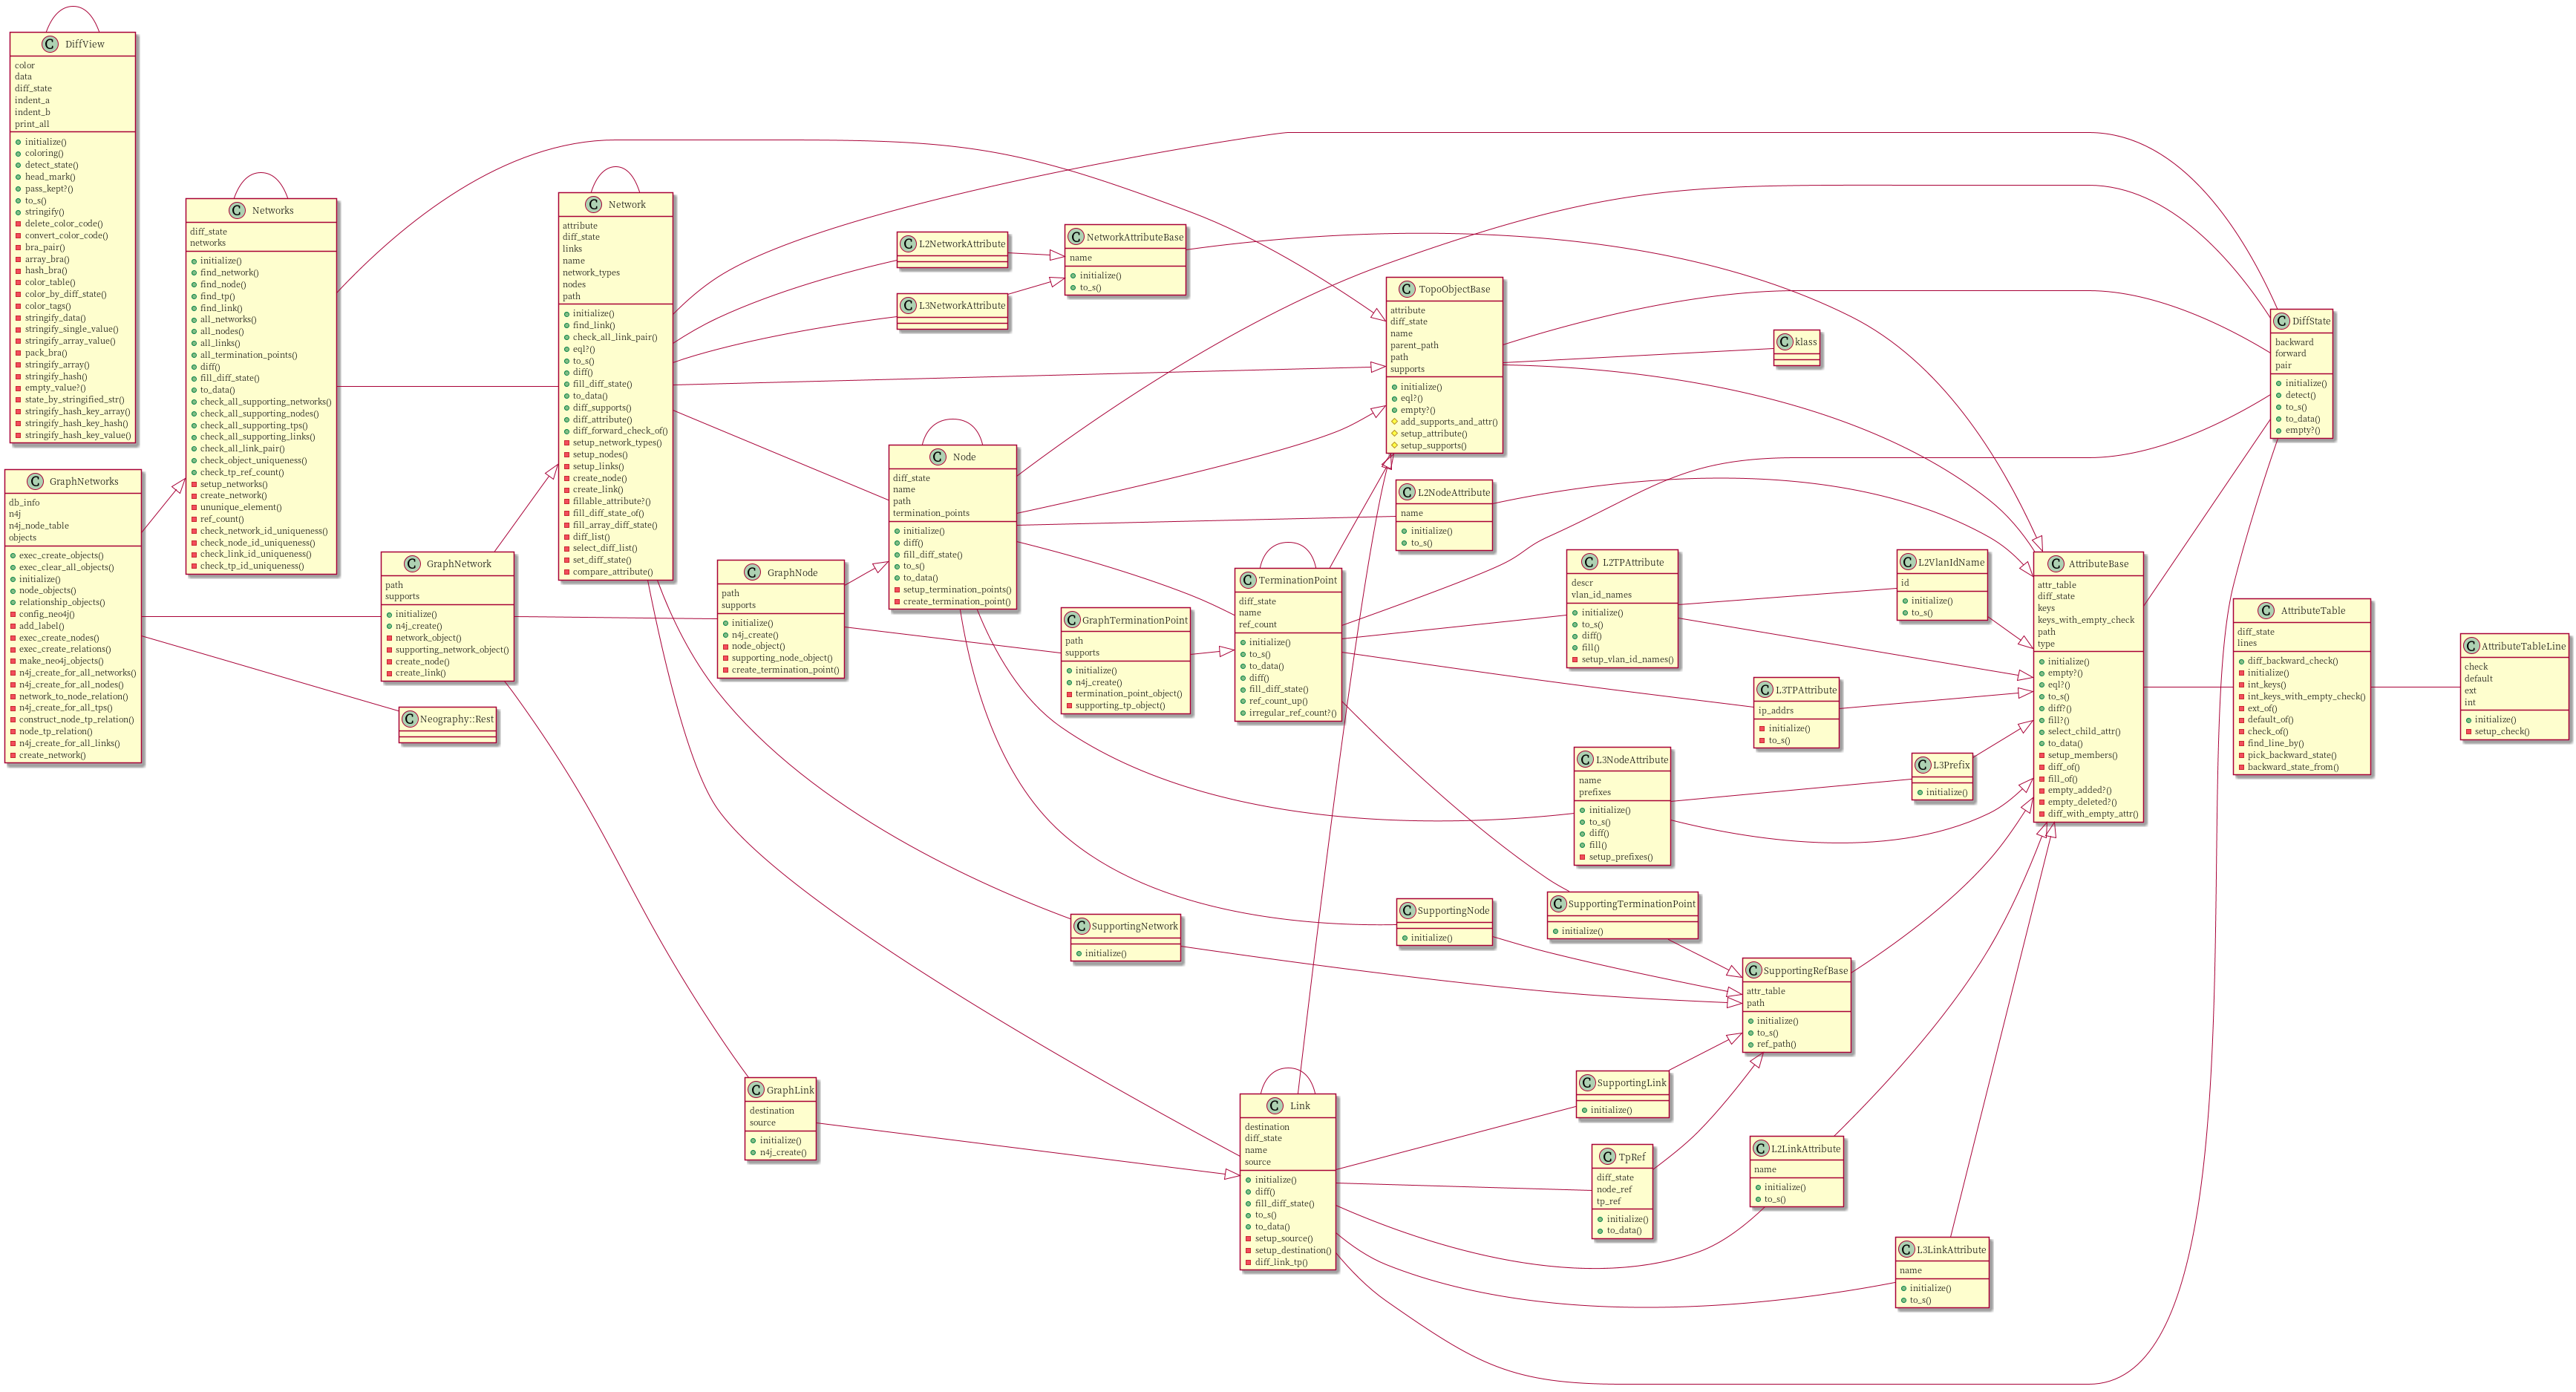 C DiffView
color
data
diff_state
indent_a
indent_b
print_all
initialize()
coloring()
detect_state()
head_mark()
pass_kept?()
to_s()
stringify()
delete_color_code()
convert_color_code()
bra_pair()
array_bra()
hash_bra()
color_table()
color_by_diff_state()
color_tags()
stringify_data()
stringify_single_value()
stringify_array_value()
pack_bra()
stringify_array()
stringify_hash()
empty_value?()
state_by_stringified_str()
stringify_hash_key_array()
stringify_hash_key_hash()
stringify_hash_key_value()
C GraphNetworks
db_info
n4j
n4j_node_table
objects
exec_create_objects()
exec_clear_all_objects()
initialize()
node_objects()
relationship_objects()
config_neo4j()
add_label()
exec_create_nodes()
exec_create_relations()
make_neo4j_objects()
n4j_create_for_all_networks()
n4j_create_for_all_nodes()
network_to_node_relation()
n4j_create_for_all_tps()
construct_node_tp_relation()
node_tp_relation()
n4j_create_for_all_links()
create_network()
C Networks
diff_state
networks
initialize()
find_network()
find_node()
find_tp()
find_link()
all_networks()
all_nodes()
all_links()
all_termination_points()
diff()
fill_diff_state()
to_data()
check_all_supporting_networks()
check_all_supporting_nodes()
check_all_supporting_tps()
check_all_supporting_links()
check_all_link_pair()
check_object_uniqueness()
check_tp_ref_count()
setup_networks()
create_network()
ununique_element()
ref_count()
check_network_id_uniqueness()
check_node_id_uniqueness()
check_link_id_uniqueness()
check_tp_id_uniqueness()
C GraphNetwork
path
supports
initialize()
n4j_create()
network_object()
supporting_network_object()
create_node()
create_link()
C Neography::Rest
C Network
attribute
diff_state
links
name
network_types
nodes
path
initialize()
find_link()
check_all_link_pair()
eql?()
to_s()
diff()
fill_diff_state()
to_data()
diff_supports()
diff_attribute()
diff_forward_check_of()
setup_network_types()
setup_nodes()
setup_links()
create_node()
create_link()
fillable_attribute?()
fill_diff_state_of()
fill_array_diff_state()
diff_list()
select_diff_list()
set_diff_state()
compare_attribute()
C GraphNode
path
supports
initialize()
n4j_create()
node_object()
supporting_node_object()
create_termination_point()
C GraphLink
destination
source
initialize()
n4j_create()
C L2NetworkAttribute
C L3NetworkAttribute
C Node
diff_state
name
path
termination_points
initialize()
diff()
fill_diff_state()
to_s()
to_data()
setup_termination_points()
create_termination_point()
C NetworkAttributeBase
name
initialize()
to_s()
C GraphTerminationPoint
path
supports
initialize()
n4j_create()
termination_point_object()
supporting_tp_object()
C SupportingNetwork
initialize()
C TerminationPoint
diff_state
name
ref_count
initialize()
to_s()
to_data()
diff()
fill_diff_state()
ref_count_up()
irregular_ref_count?()
C Link
destination
diff_state
name
source
initialize()
diff()
fill_diff_state()
to_s()
to_data()
setup_source()
setup_destination()
diff_link_tp()
C TopoObjectBase
attribute
diff_state
name
parent_path
path
supports
initialize()
eql?()
empty?()
add_supports_and_attr()
setup_attribute()
setup_supports()
C L2NodeAttribute
name
initialize()
to_s()
C SupportingNode
initialize()
C L2TPAttribute
descr
vlan_id_names
initialize()
to_s()
diff()
fill()
setup_vlan_id_names()
C L3NodeAttribute
name
prefixes
initialize()
to_s()
diff()
fill()
setup_prefixes()
C SupportingTerminationPoint
initialize()
C SupportingLink
initialize()
C TpRef
diff_state
node_ref
tp_ref
initialize()
to_data()
C klass
C L3TPAttribute
ip_addrs
initialize()
to_s()
C SupportingRefBase
attr_table
path
initialize()
to_s()
ref_path()
C L2LinkAttribute
name
initialize()
to_s()
C L2VlanIdName
id
initialize()
to_s()
C L3Prefix
initialize()
C L3LinkAttribute
name
initialize()
to_s()
C AttributeBase
attr_table
diff_state
keys
keys_with_empty_check
path
type
initialize()
empty?()
eql?()
to_s()
diff?()
fill?()
select_child_attr()
to_data()
setup_members()
diff_of()
fill_of()
empty_added?()
empty_deleted?()
diff_with_empty_attr()
C DiffState
backward
forward
pair
initialize()
detect()
to_s()
to_data()
empty?()
C AttributeTable
diff_state
lines
diff_backward_check()
initialize()
int_keys()
int_keys_with_empty_check()
ext_of()
default_of()
check_of()
find_line_by()
pick_backward_state()
backward_state_from()
C AttributeTableLine
check
default
ext
int
initialize()
setup_check()